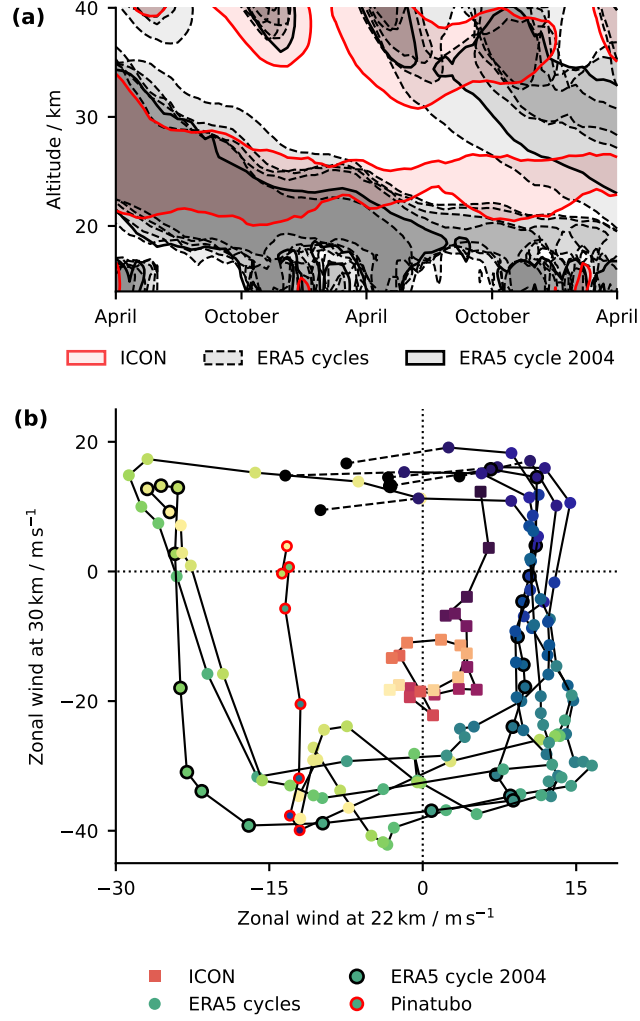 (a)
40
30
20
Altitude / km
April
October
April
October
April
ICON
ERA5 cycles
ERA5 cycle 2004
(b)
20
0
−20
−40
Zonal wind at 30 km / m s⁻¹
−30
−15
0
15
Zonal wind at 22 km / m s⁻¹
ICON
ERA5 cycle 2004
ERA5 cycles
Pinatubo